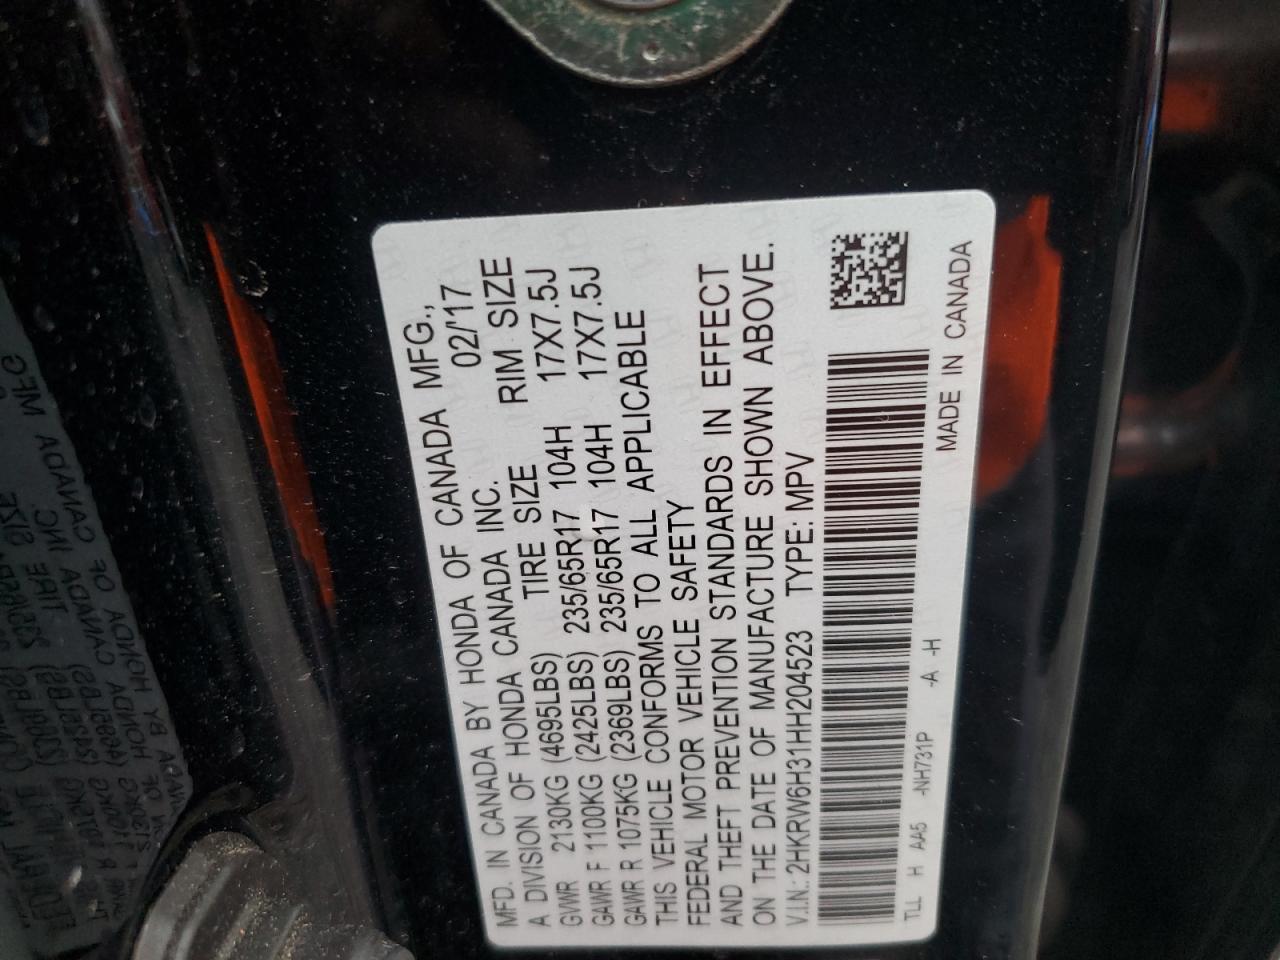 MFD. IN CANADA BY HONDA OF CANADA MFG.,
A DIVISION OF HONDA CANADA INC. 02/'17
TIRE SIZE RIM SIZE
GVWR 2130KG (4695LBS)
GAWR F 1100KG (2425LBS) 235/65R17 104H 17X7.5J
GAWR R 1075KG (2369LBS) 235/65R17 104H 17X7.5J
THIS VEHICLE CONFORMS TO ALL APPLICABLE
FEDERAL MOTOR VEHICLE SAFETY
AND THEFT PREVENTION STANDARDS IN EFFECT
ON THE DATE OF MANUFACTURE SHOWN ABOVE.
V.I.N.: 2HKRW6H31HH204523 TYPE: MPV
TLL H AA5 -NH731P -A -H
MADE IN CANADA